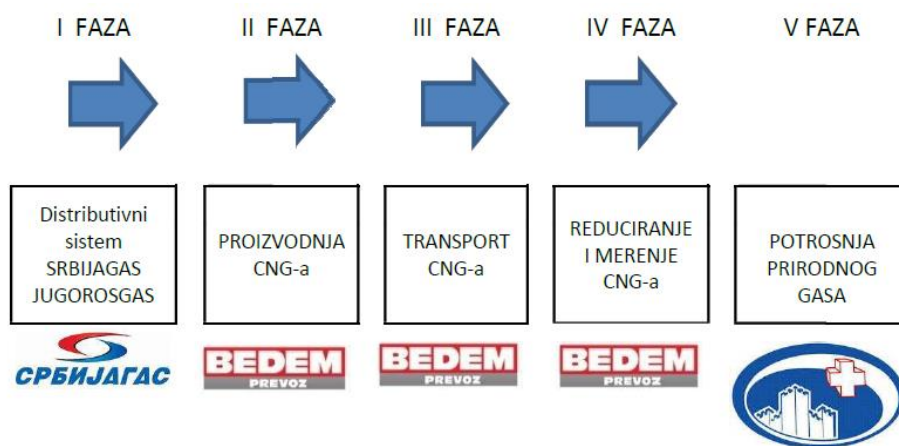 I FAZA
II FAZA
III FAZA
IV FAZA
V FAZA
Distributivni
sistem
SRBIJAGAS
JUGOROSGAS
PROIZVODNJA
CNG-a
TRANSPORT
CNG-a
REDUCIRANJE
I MERENJE
CNG-a
POTROSNJA
PRIRODNOG
GASA
СРБИЈАГАС
BEDEM
PREVOZ
BEDEM
PREVOZ
BEDEM
PREVOZ